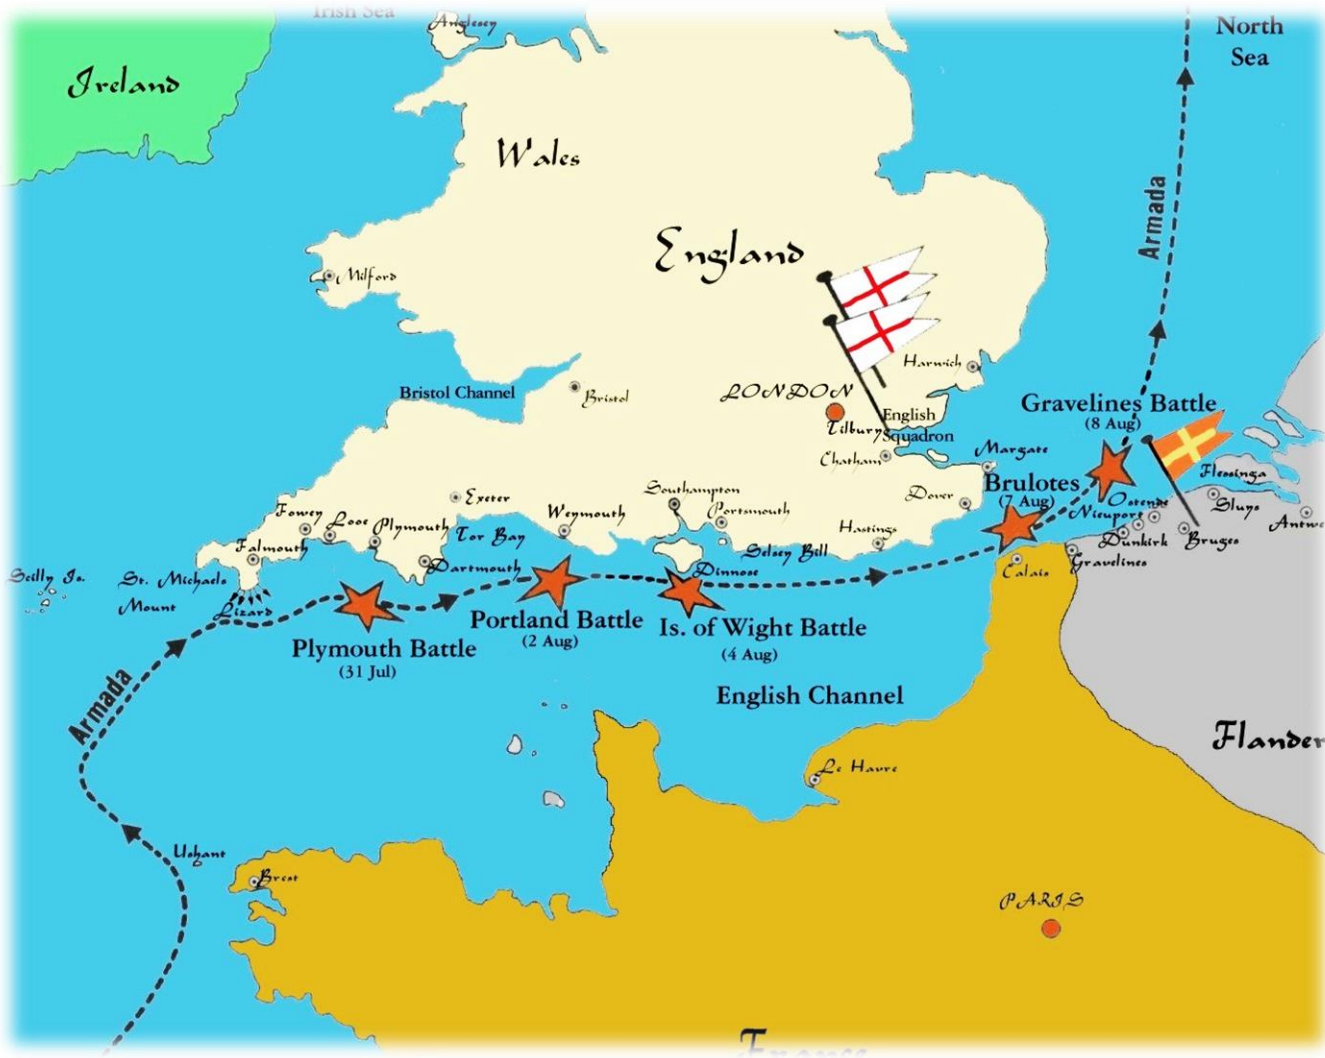 Irish Sea
Anglesey
North
Sea
Ireland
Wales
England
Armada
Milford
Harwich
Bristol Channel
Bristol
LONDON
English
Squadron
Tilbury
Chatham
Gravelines Battle
(8 Aug)
Margate
Brulotes
(7 Aug)
Flessinga
Sluys
Antwe
Ostende
Nieuport
Dunkirk
Bruges
Gravelines
Calais
Dover
Hastings
Southampton
Portsmouth
Selsey Bill
Dinnose
Weymouth
Exeter
Tor Bay
Dartmouth
Plymouth
Looe
Fowey
Falmouth
St. Michaels
Mount
Lizard
Scilly Is.
Plymouth Battle
(31 Jul)
Portland Battle
(2 Aug)
Is. of Wight Battle
(4 Aug)
English Channel
Armada
Flander
Le Havre
Ushant
Brest
PARIS
France